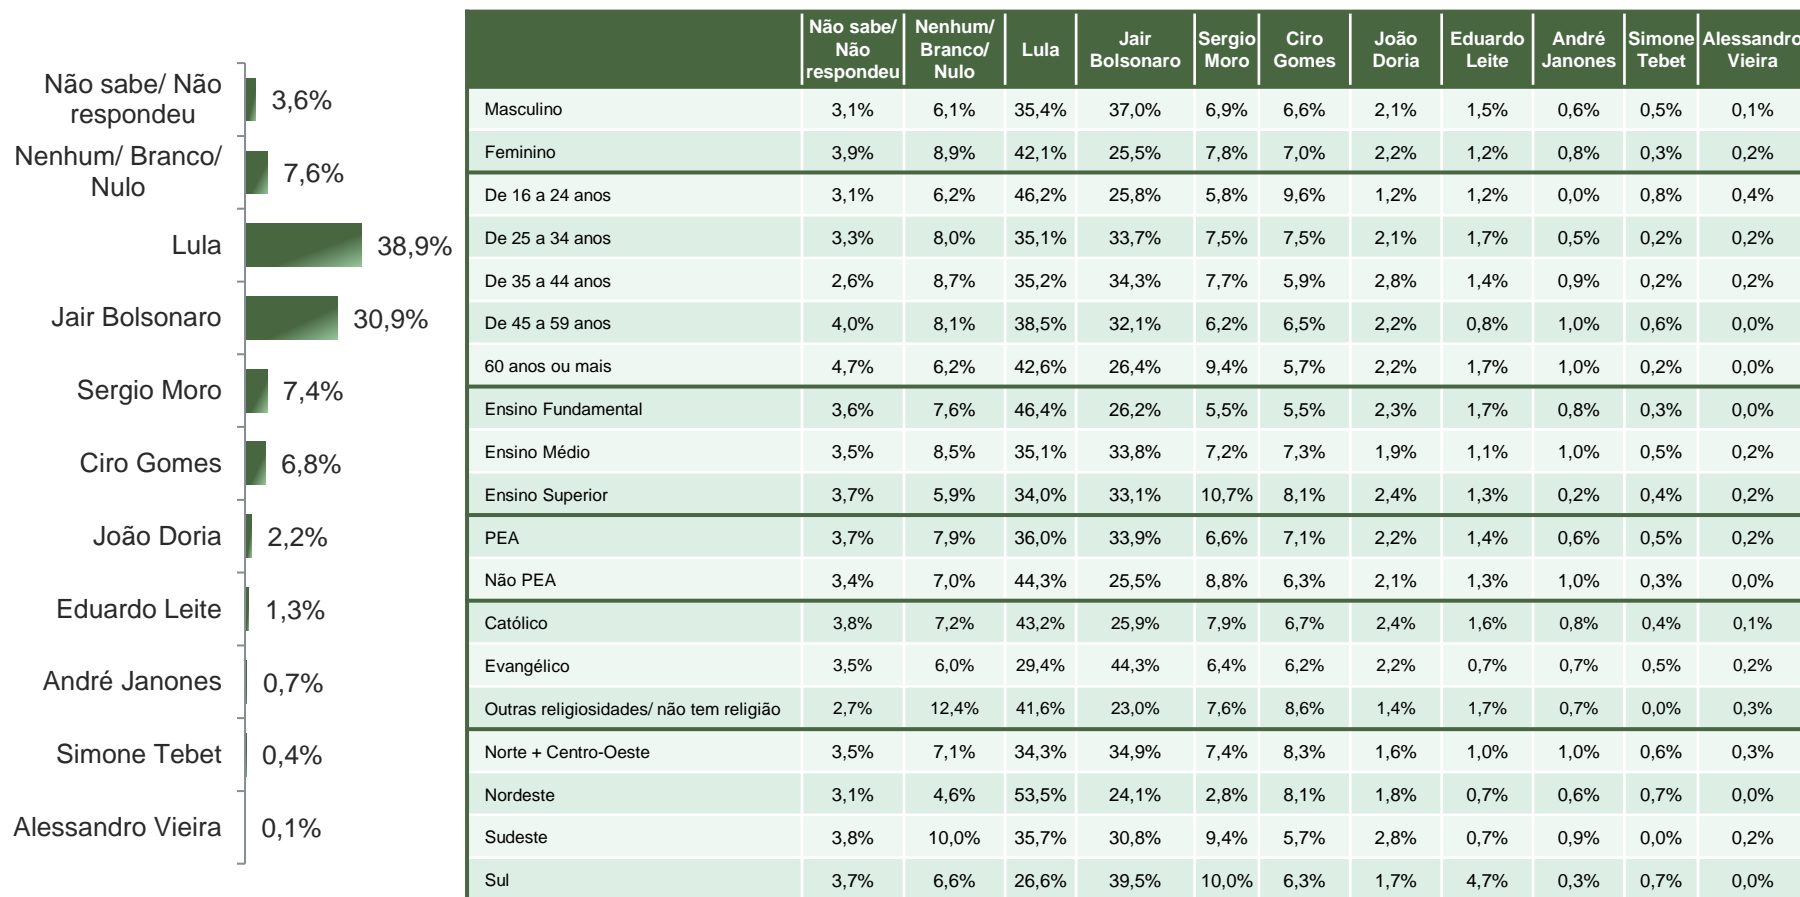 Não sabe/ Não
respondeu
3,6%
Nenhum/ Branco/
Nulo
7,6%
Lula
38,9%
Jair Bolsonaro
30,9%
Sergio Moro
7,4%
Ciro Gomes
6,8%
João Doria
2,2%
Eduardo Leite
1,3%
André Janones
0,7%
Simone Tebet
0,4%
Alessandro Vieira
0,1%
Não sabe/ Não respondeu | Nenhum/ Branco/ Nulo | Lula | Jair Bolsonaro | Sergio Moro | Ciro Gomes | João Doria | Eduardo Leite | André Janones | Simone Tebet | Alessandro Vieira
Masculino 3,1% 6,1% 35,4% 37,0% 6,9% 6,6% 2,1% 1,5% 0,6% 0,5% 0,1%
Feminino 3,9% 8,9% 42,1% 25,5% 7,8% 7,0% 2,2% 1,2% 0,8% 0,3% 0,2%
De 16 a 24 anos 3,1% 6,2% 46,2% 25,8% 5,8% 9,6% 1,2% 1,2% 0,0% 0,8% 0,4%
De 25 a 34 anos 3,3% 8,0% 35,1% 33,7% 7,5% 7,5% 2,1% 1,7% 0,5% 0,2% 0,2%
De 35 a 44 anos 2,6% 8,7% 35,2% 34,3% 7,7% 5,9% 2,8% 1,4% 0,9% 0,2% 0,2%
De 45 a 59 anos 4,0% 8,1% 38,5% 32,1% 6,2% 6,5% 2,2% 0,8% 1,0% 0,6% 0,0%
60 anos ou mais 4,7% 6,2% 42,6% 26,4% 9,4% 5,7% 2,2% 1,7% 1,0% 0,2% 0,0%
Ensino Fundamental 3,6% 7,6% 46,4% 26,2% 5,5% 5,5% 2,3% 1,7% 0,8% 0,3% 0,0%
Ensino Médio 3,5% 8,5% 35,1% 33,8% 7,2% 7,3% 1,9% 1,1% 1,0% 0,5% 0,2%
Ensino Superior 3,7% 5,9% 34,0% 33,1% 10,7% 8,1% 2,4% 1,3% 0,2% 0,4% 0,2%
PEA 3,7% 7,9% 36,0% 33,9% 6,6% 7,1% 2,2% 1,4% 0,6% 0,5% 0,2%
Não PEA 3,4% 7,0% 44,3% 25,5% 8,8% 6,3% 2,1% 1,3% 1,0% 0,3% 0,0%
Católico 3,8% 7,2% 43,2% 25,9% 7,9% 6,7% 2,4% 1,6% 0,8% 0,4% 0,1%
Evangélico 3,5% 6,0% 29,4% 44,3% 6,4% 6,2% 2,2% 0,7% 0,7% 0,5% 0,2%
Outras religiosidades/ não tem religião 2,7% 12,4% 41,6% 23,0% 7,6% 8,6% 1,4% 1,7% 0,7% 0,0% 0,3%
Norte + Centro-Oeste 3,5% 7,1% 34,3% 34,9% 7,4% 8,3% 1,6% 1,0% 1,0% 0,6% 0,3%
Nordeste 3,1% 4,6% 53,5% 24,1% 2,8% 8,1% 1,8% 0,7% 0,6% 0,7% 0,0%
Sudeste 3,8% 10,0% 35,7% 30,8% 9,4% 5,7% 2,8% 0,7% 0,9% 0,0% 0,2%
Sul 3,7% 6,6% 26,6% 39,5% 10,0% 6,3% 1,7% 4,7% 0,3% 0,7% 0,0%